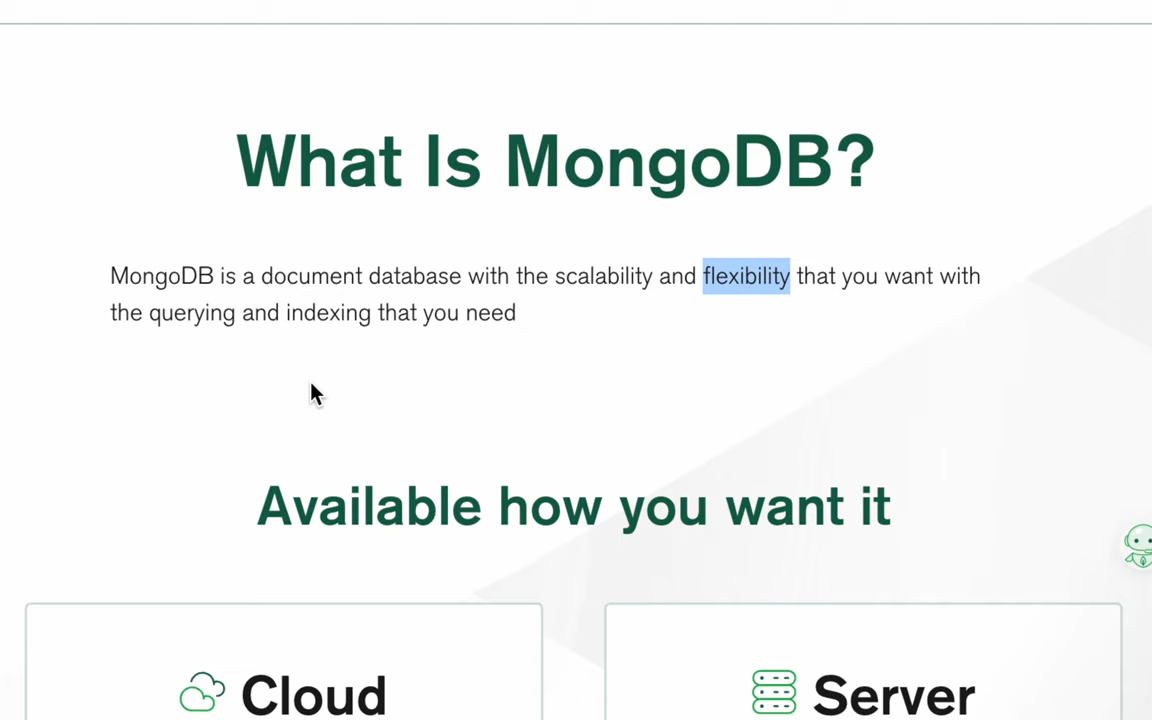 What Is MongoDB?
MongoDB is a document database with the scalability and flexibility that you want with
the querying and indexing that you need
Available how you want it
Cloud
Server